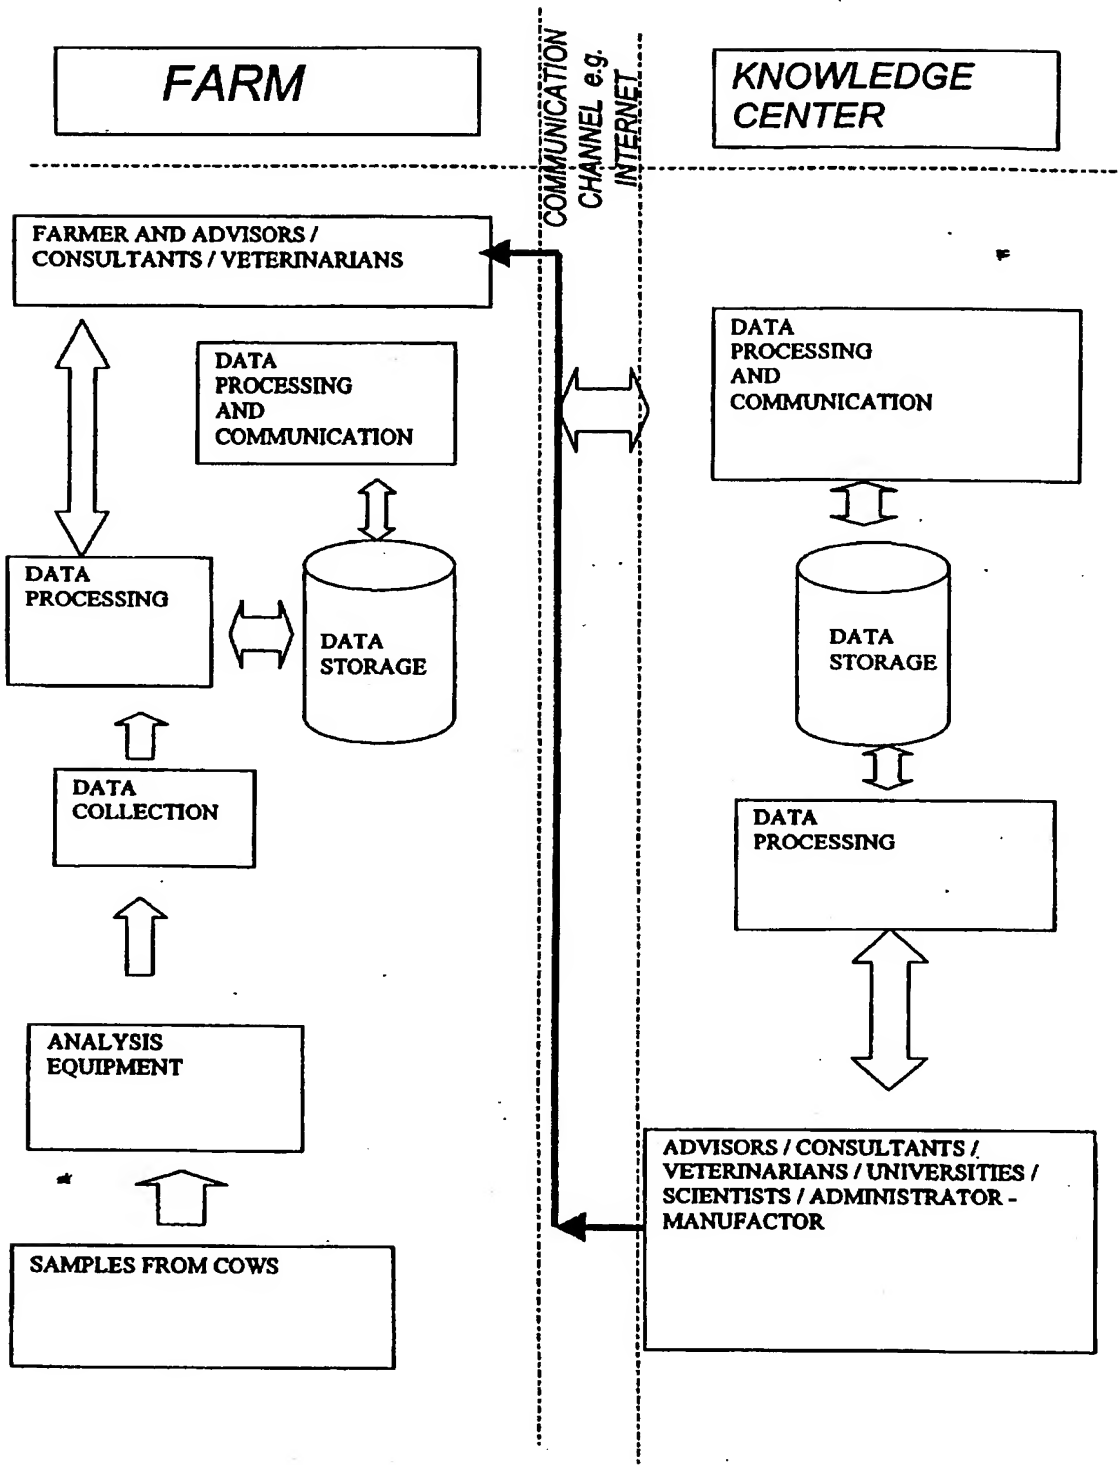 FARM
COMMUNICATION
CHANNEL e.g.
INTERNET
KNOWLEDGE
CENTER
FARMER AND ADVISORS /
CONSULTANTS / VETERINARIANS
DATA
PROCESSING
AND
COMMUNICATION
DATA
PROCESSING
DATA
STORAGE
DATA
COLLECTION
ANALYSIS
EQUIPMENT
SAMPLES FROM COWS
DATA
PROCESSING
AND
COMMUNICATION
DATA
STORAGE
DATA
PROCESSING
ADVISORS / CONSULTANTS /
VETERINARIANS / UNIVERSITIES /
SCIENTISTS / ADMINISTRATOR -
MANUFACTOR